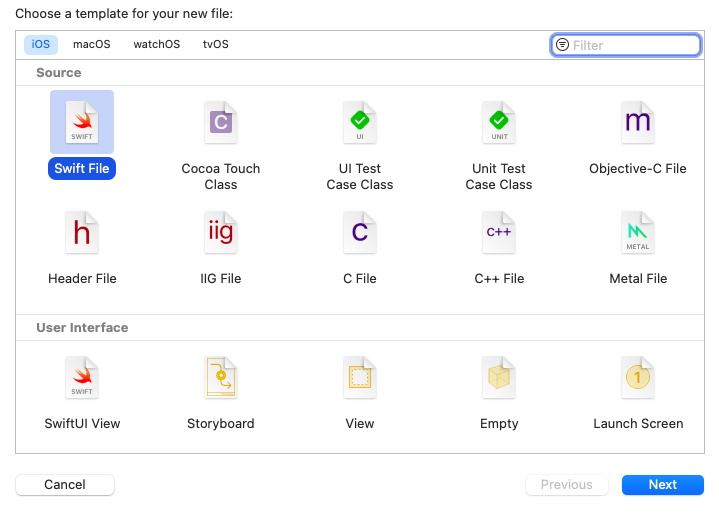 Choose a template for your new file:
iOS macOS watchOS tvOS Filter
Source
SWIFT C UI UNIT m
Swift File Cocoa Touch Class UI Test Case Class Unit Test Case Class Objective-C File
h iig C C++ METAL
Header File IIG File C File C++ File Metal File
User Interface
SWIFT 1
SwiftUI View Storyboard View Empty Launch Screen
Cancel Previous Next